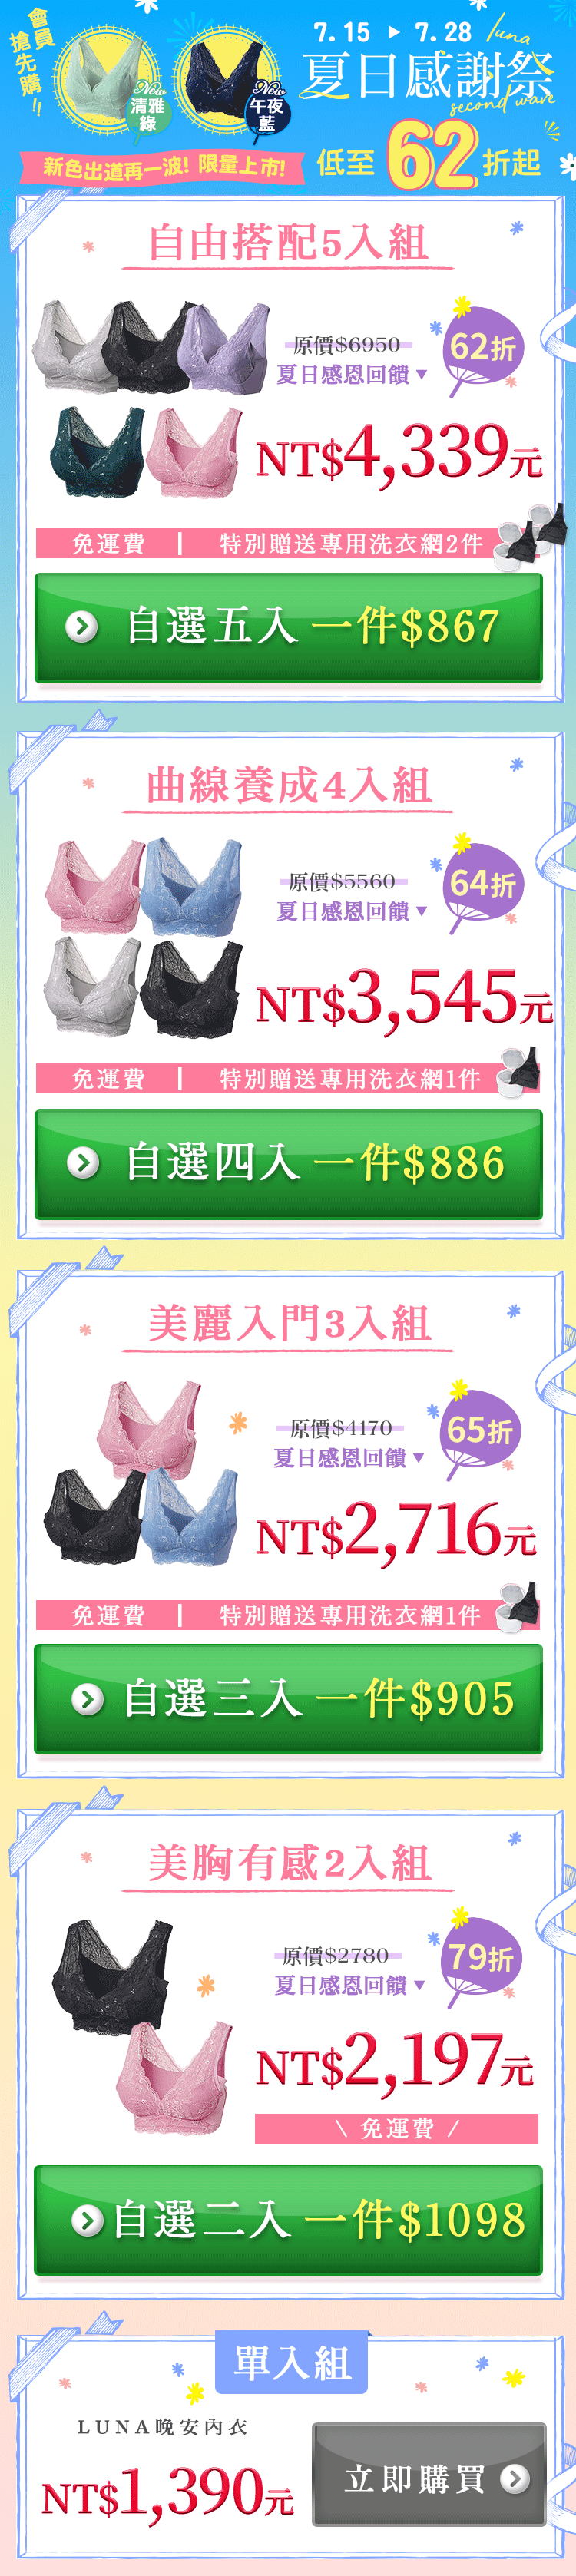 會員
搶先購!!
New
清雅
綠
New
午夜
藍
7.15 ▶ 7.28
luna
夏日感謝祭
second wave
新色出道再一波! 限量上市!
低至62折起
自由搭配5入組
原價$6950
夏日感恩回饋▼
62折
NT$4,339元
免運費 | 特別贈送專用洗衣網2件
自選五入 一件$867
曲線養成4入組
原價$5560
夏日感恩回饋▼
64折
NT$3,545元
免運費 | 特別贈送專用洗衣網1件
自選四入 一件$886
美麗入門3入組
原價$4170
夏日感恩回饋▼
65折
NT$2,716元
免運費 | 特別贈送專用洗衣網1件
自選三入 一件$905
美胸有感2入組
原價$2780
夏日感恩回饋▼
79折
NT$2,197元
\ 免運費 /
自選二入 一件$1098
單入組
LUNA晚安內衣
NT$1,390元
立即購買